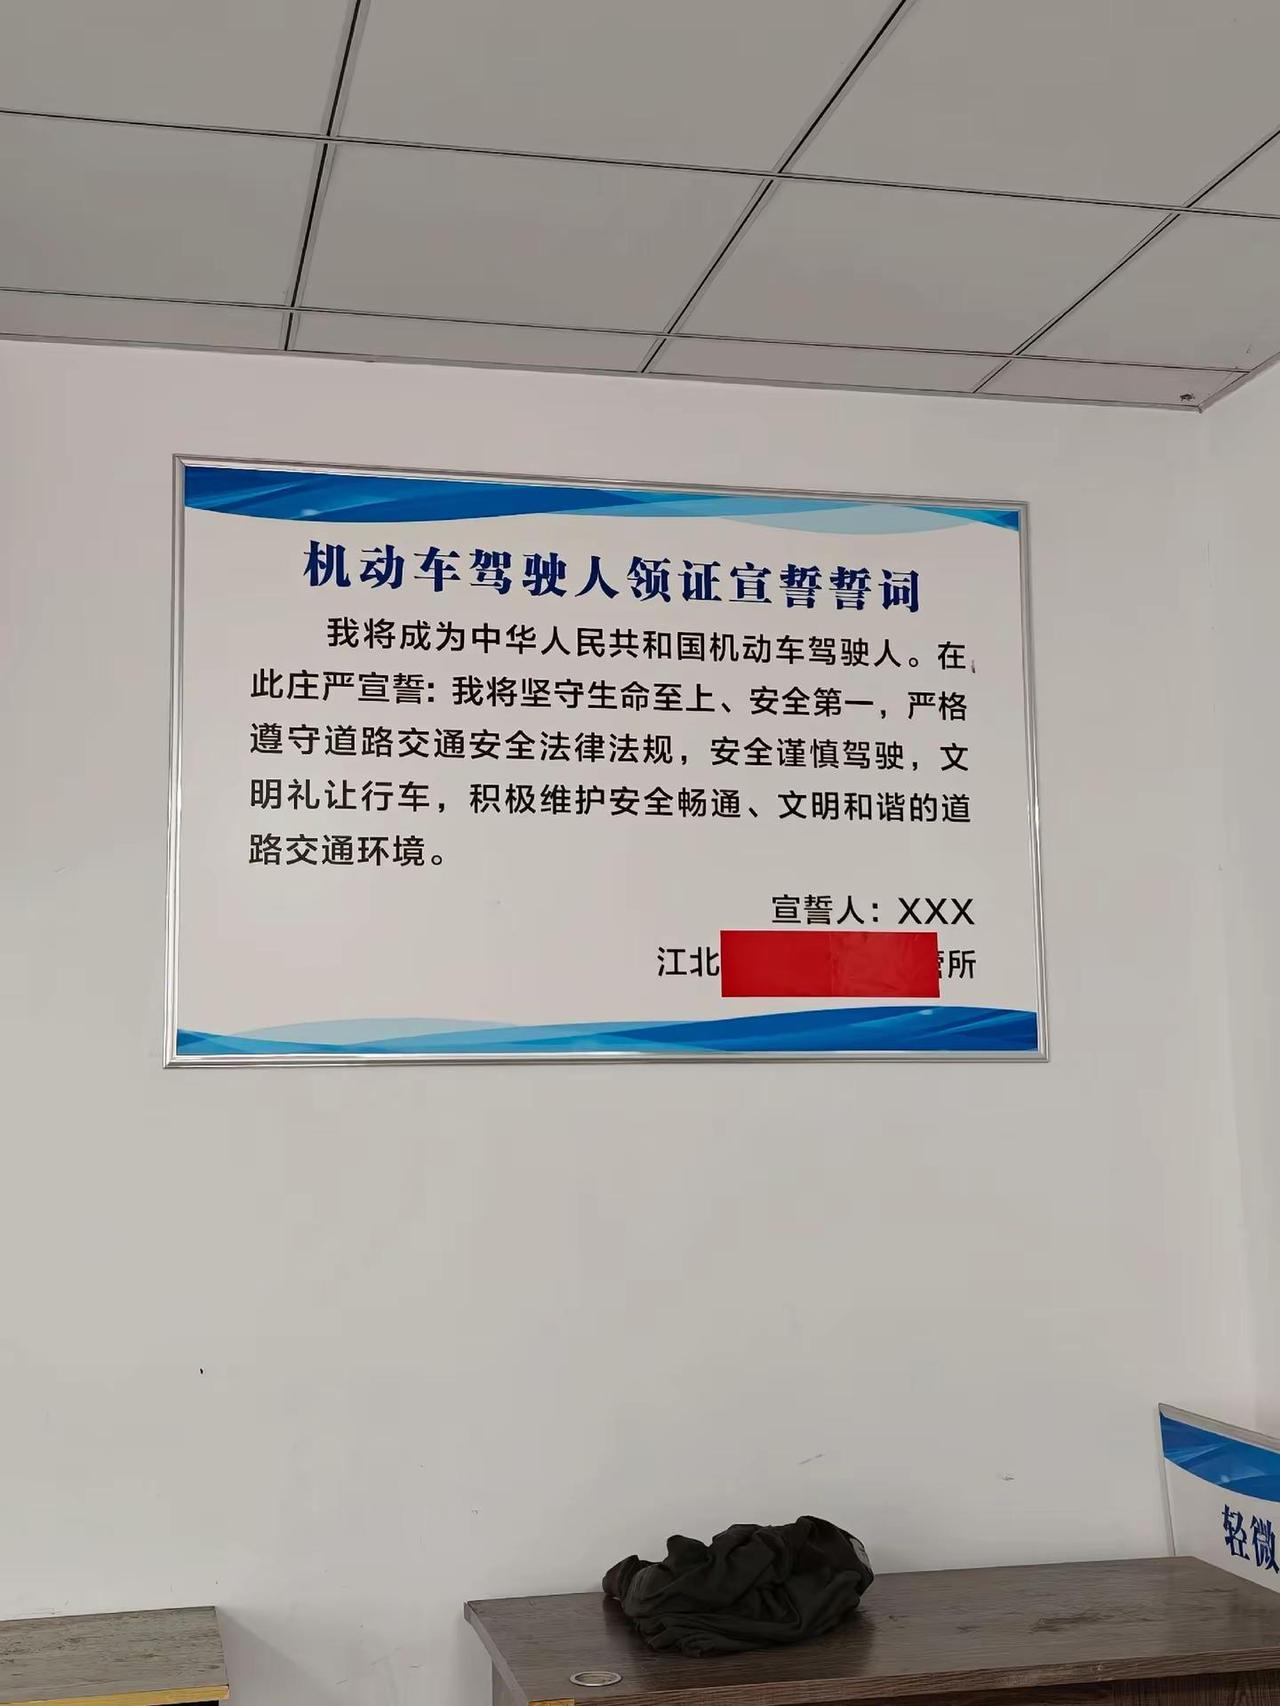 机动车驾驶人领证宣誓誓词
我将成为中华人民共和国机动车驾驶人。在
此庄严宣誓：我将坚守生命至上、安全第一，严格
遵守道路交通安全法律法规，安全谨慎驾驶，文
明礼让行车，积极维护安全畅通、文明和谐的道
路交通环境。
宣誓人：XXX
江北
所
轻微